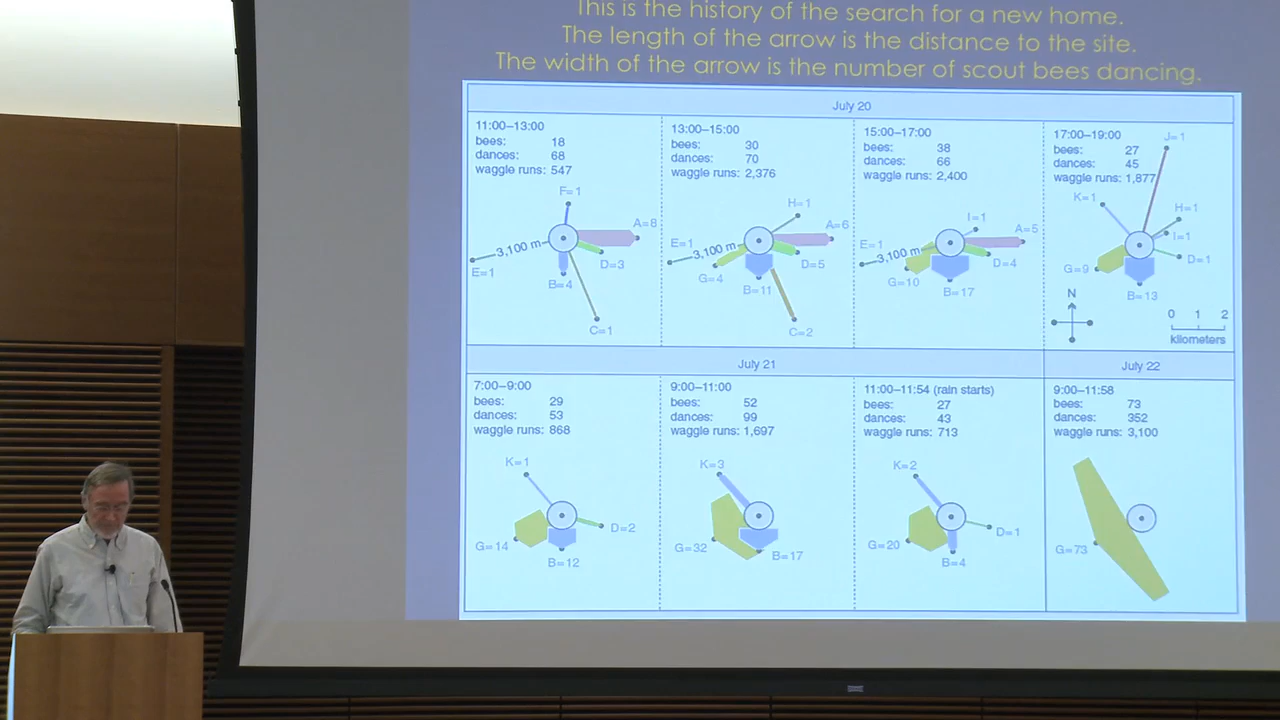 This is the history of the search for a new home.
The length of the arrow is the distance to the site.
The width of the arrow is the number of scout bees dancing.
July 20
11:00–13:00
bees: 18
dances: 68
waggle runs: 547
F=1
A=8
3,100 m
E=1
D=3
B=4
C=1
13:00–15:00
bees: 30
dances: 70
waggle runs: 2,376
H=1
A=6
E=1
3,100 m
D=5
G=4
B=11
C=2
15:00–17:00
bees: 38
dances: 66
waggle runs: 2,400
I=1
A=5
E=1
3,100 m
D=4
G=10
B=17
17:00–19:00
bees: 27
dances: 45
waggle runs: 1,877
J=1
K=1
H=1
I=1
D=1
G=9
B=13
N
0 1 2
kilometers
July 21
7:00–9:00
bees: 29
dances: 53
waggle runs: 868
K=1
D=2
G=14
B=12
9:00–11:00
bees: 52
dances: 99
waggle runs: 1,697
K=3
G=32
B=17
11:00–11:54 (rain starts)
bees: 27
dances: 43
waggle runs: 713
K=2
D=1
G=20
B=4
July 22
9:00–11:58
bees: 73
dances: 352
waggle runs: 3,100
G=73